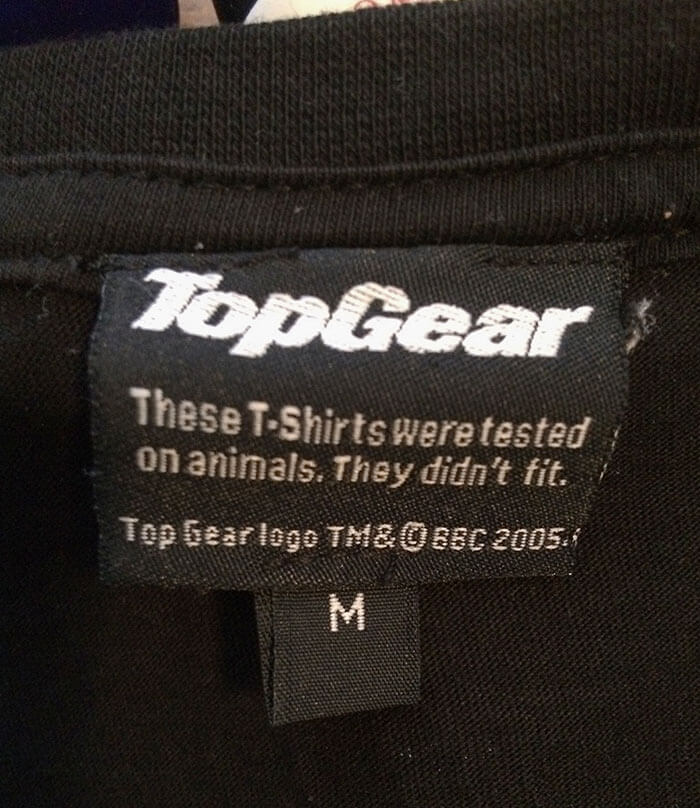 TopGear
These T-Shirts were tested
on animals. They didn't fit.
Top Gear logo TM & © BBC 2005
M